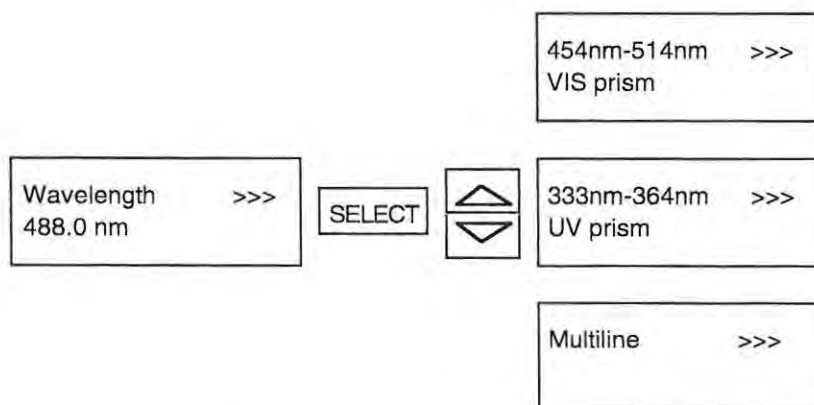 454nm-514nm >>>
VIS prism
Wavelength >>>
488.0 nm
SELECT
333nm-364nm >>>
UV prism
Multiline >>>